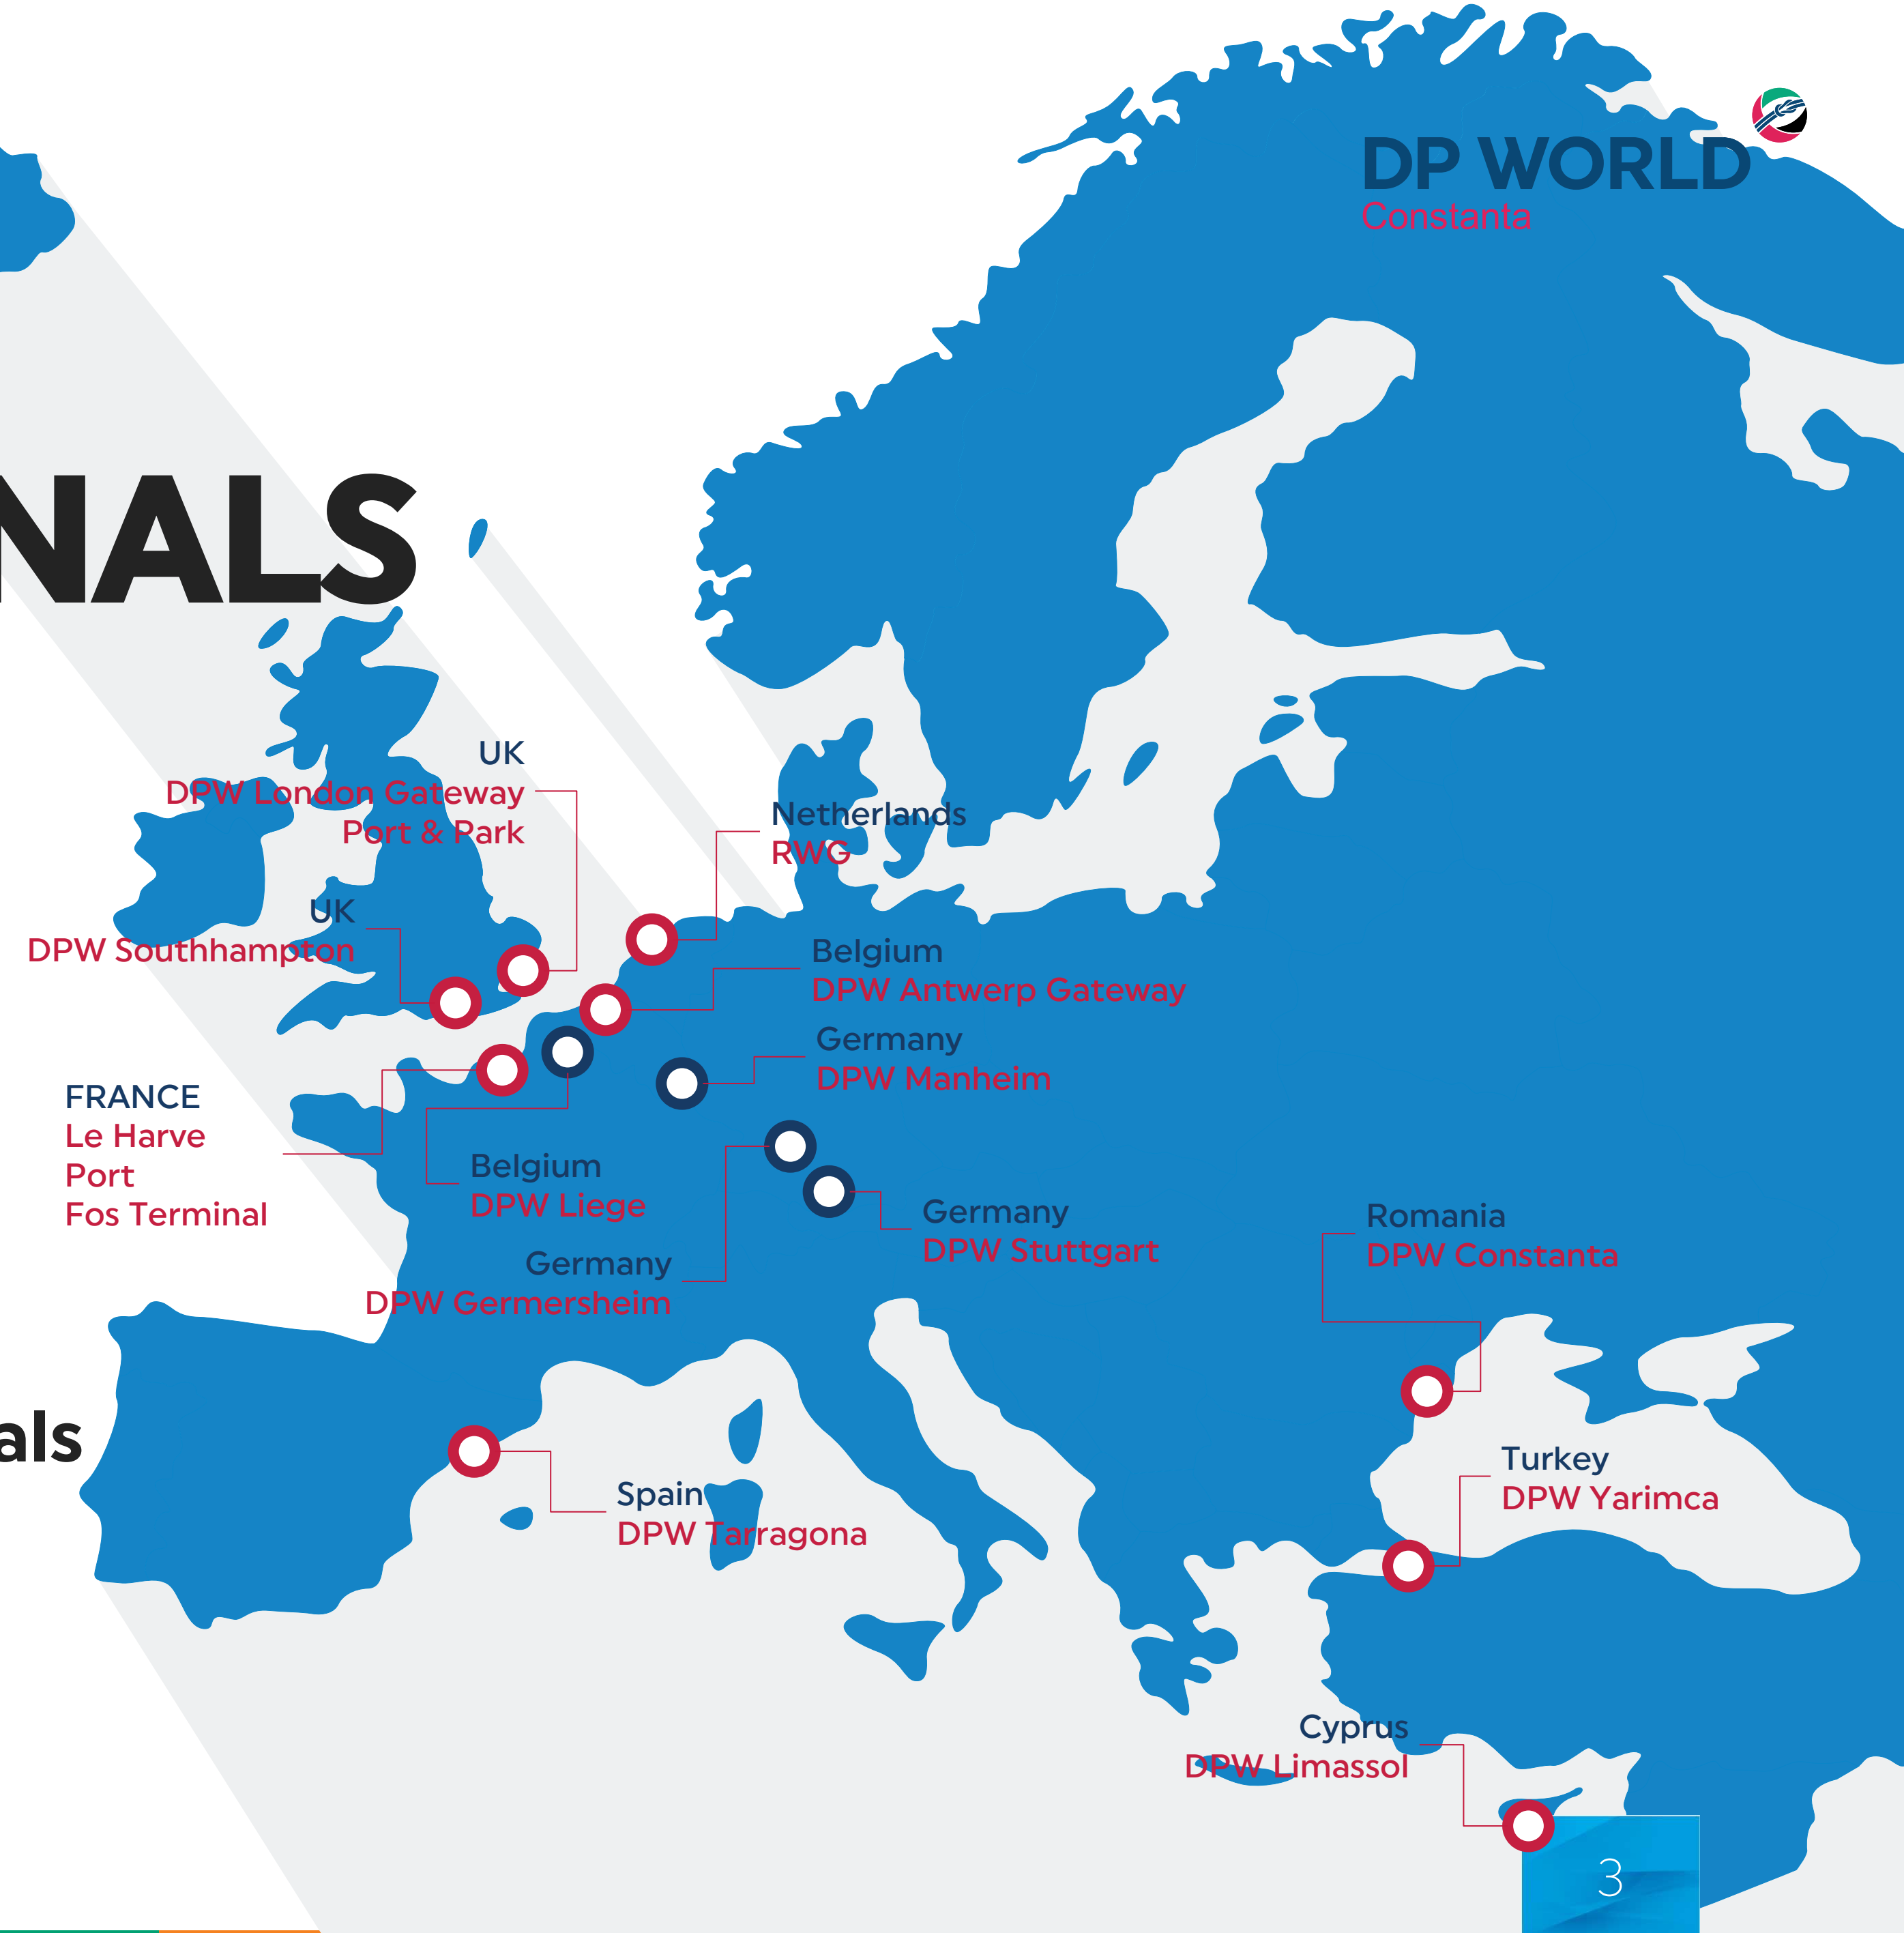 DP WORLD
Constanta
NALS
UK
DPW London Gateway
Port & Park
Netherlands
RWG
UK
DPW Southhampton
Belgium
DPW Antwerp Gateway
Germany
DPW Manheim
FRANCE
Le Harve
Port
Fos Terminal
Belgium
DPW Liege
Germany
DPW Stuttgart
Germany
DPW Germersheim
Romania
DPW Constanta
als
Turkey
DPW Yarimca
Spain
DPW Tarragona
Cyprus
DPW Limassol
3